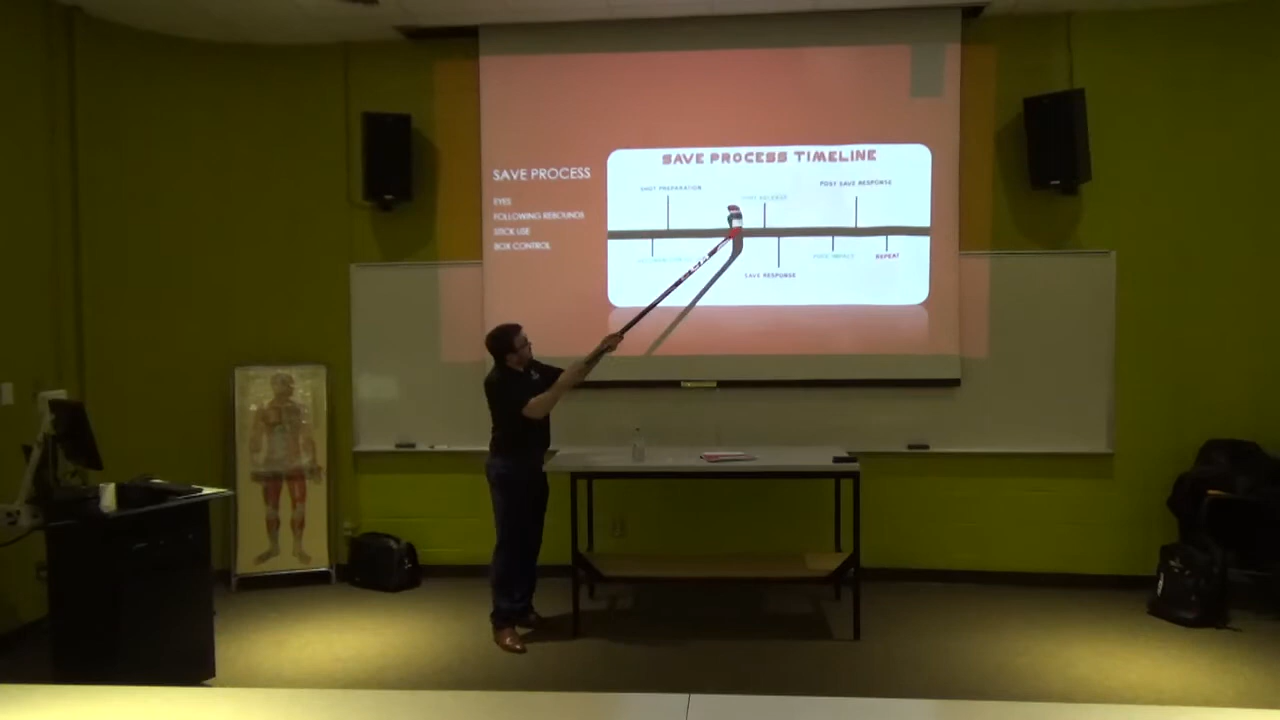 SAVE PROCESS
EYES
FOLLOWING REBOUNDS
STICK USE
BOX CONTROL
SAVE PROCESS TIMELINE
SHOT PREPARATION
POST SAVE RESPONSE
SAVE RESPONSE
REPEAT